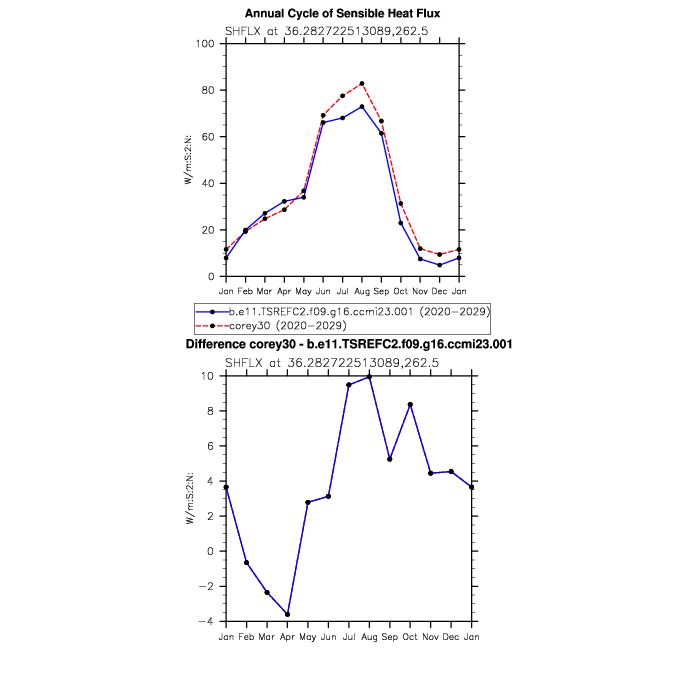 Annual Cycle of Sensible Heat Flux
SHFLX at 36.282722513089,262.5
100
80
60
40
20
0
W/m:S:2:N:
Jan Feb Mar Apr May Jun Jul Aug Sep Oct Nov Dec Jan
b.e11.TSREFC2.f09.g16.ccmi23.001 (2020-2029)
corey30 (2020-2029)
Difference corey30 - b.e11.TSREFC2.f09.g16.ccmi23.001
SHFLX at 36.282722513089,262.5
10
8
6
4
2
0
-2
-4
W/m:S:2:N:
Jan Feb Mar Apr May Jun Jul Aug Sep Oct Nov Dec Jan